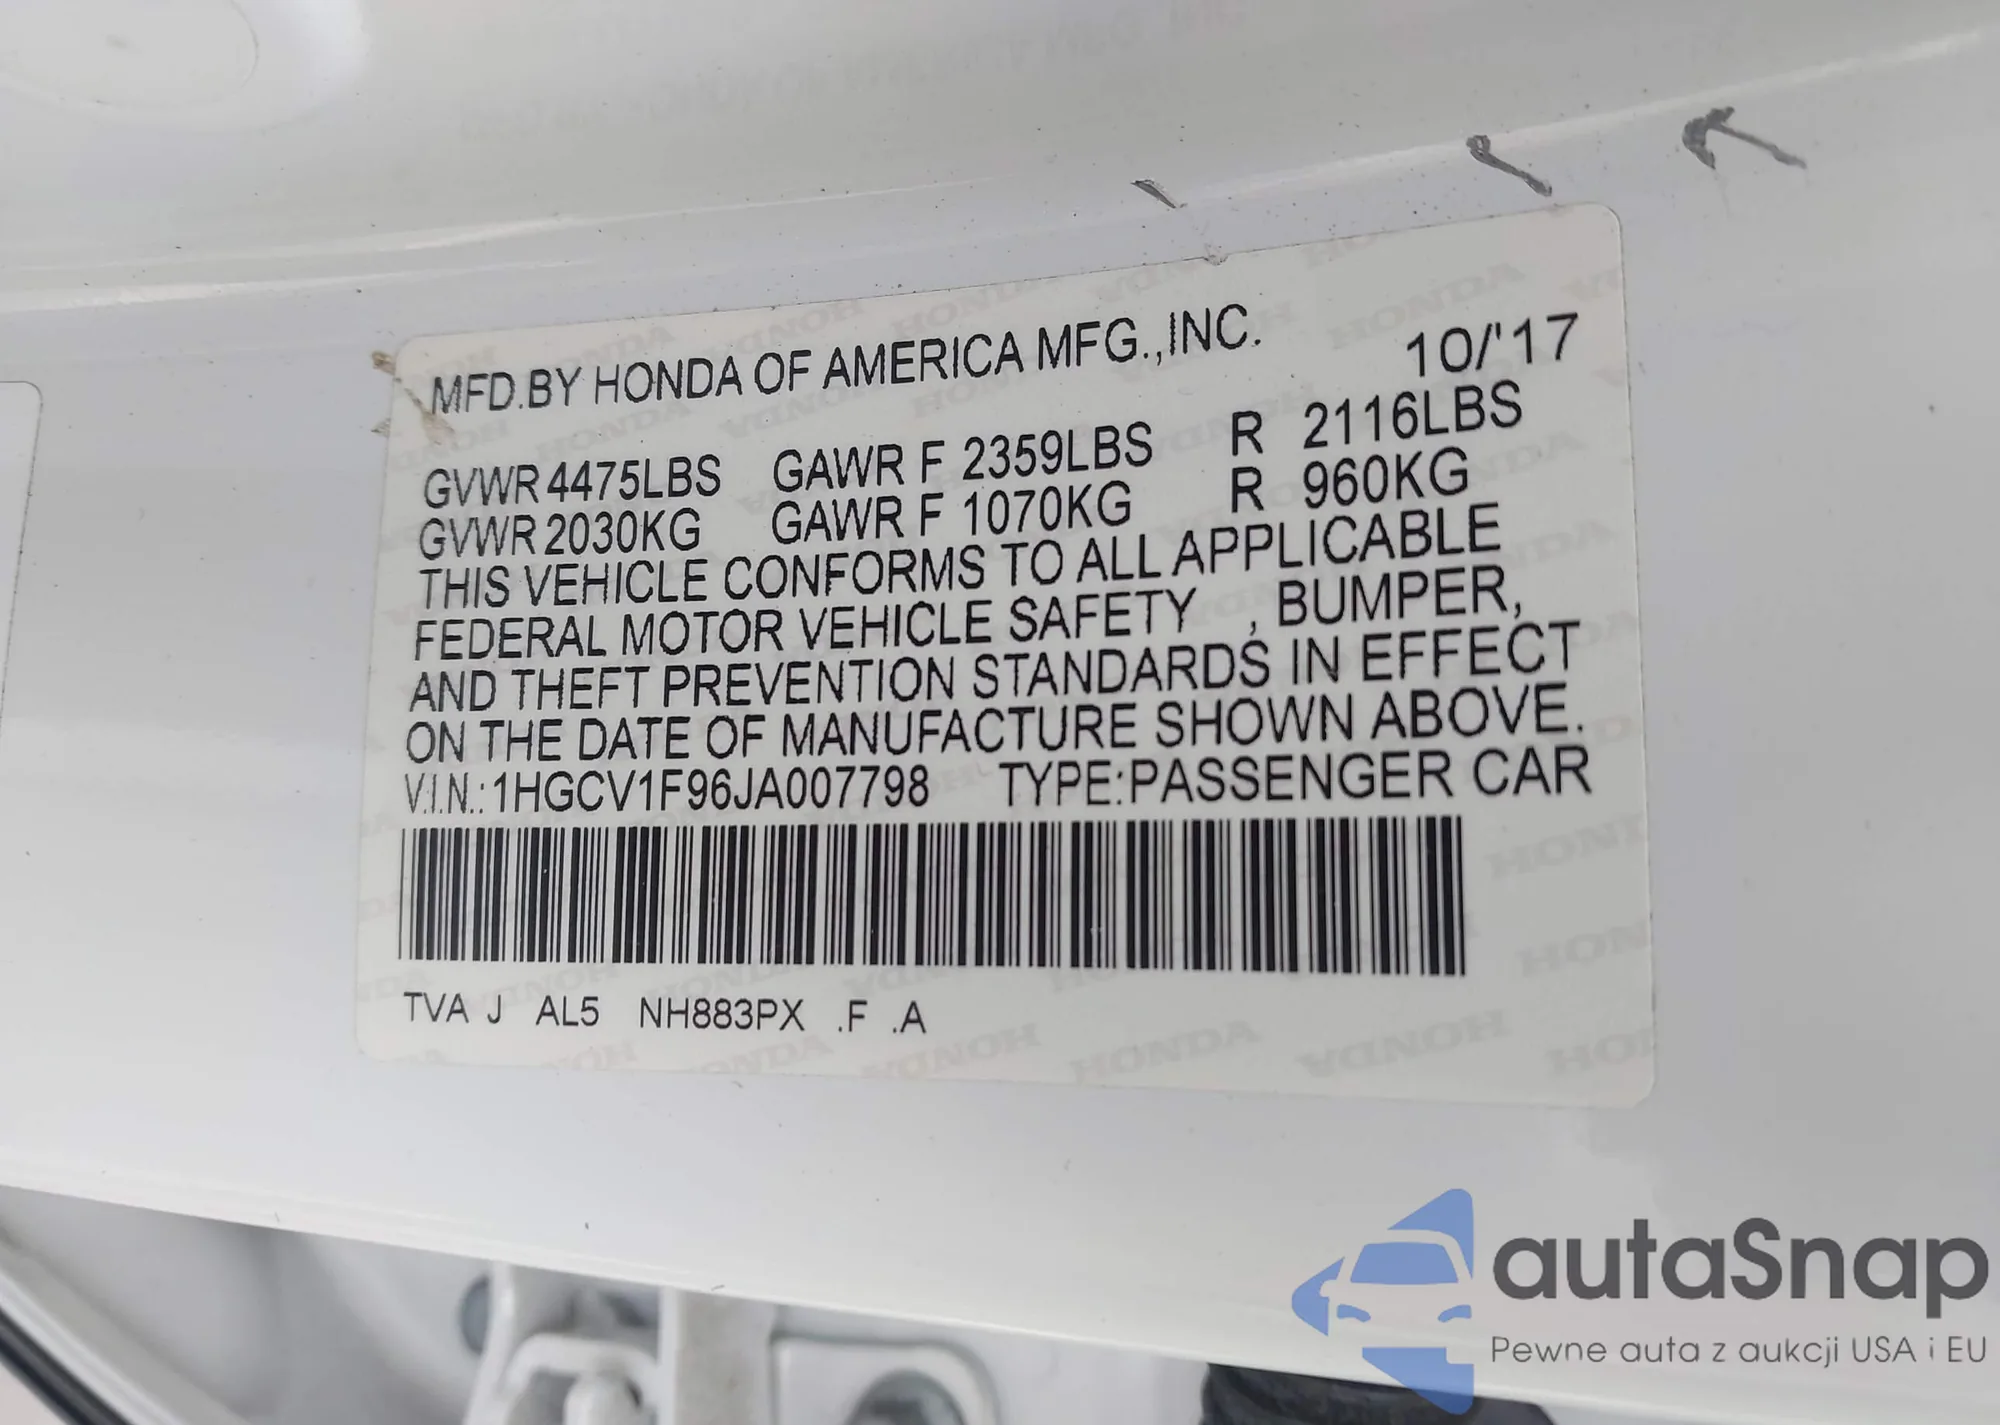 MFD.BY HONDA OF AMERICA MFG.,INC. 10/'17
GVWR 4475LBS GAWR F 2359LBS R 2116LBS
GVWR 2030KG GAWR F 1070KG R 960KG
THIS VEHICLE CONFORMS TO ALL APPLICABLE
FEDERAL MOTOR VEHICLE SAFETY , BUMPER,
AND THEFT PREVENTION STANDARDS IN EFFECT
ON THE DATE OF MANUFACTURE SHOWN ABOVE.
V.I.N.:1HGCV1F96JA007798 TYPE:PASSENGER CAR
TVA J AL5 NH883PX .F .A
autaSnap
Pewne auta z aukcji USA i EU